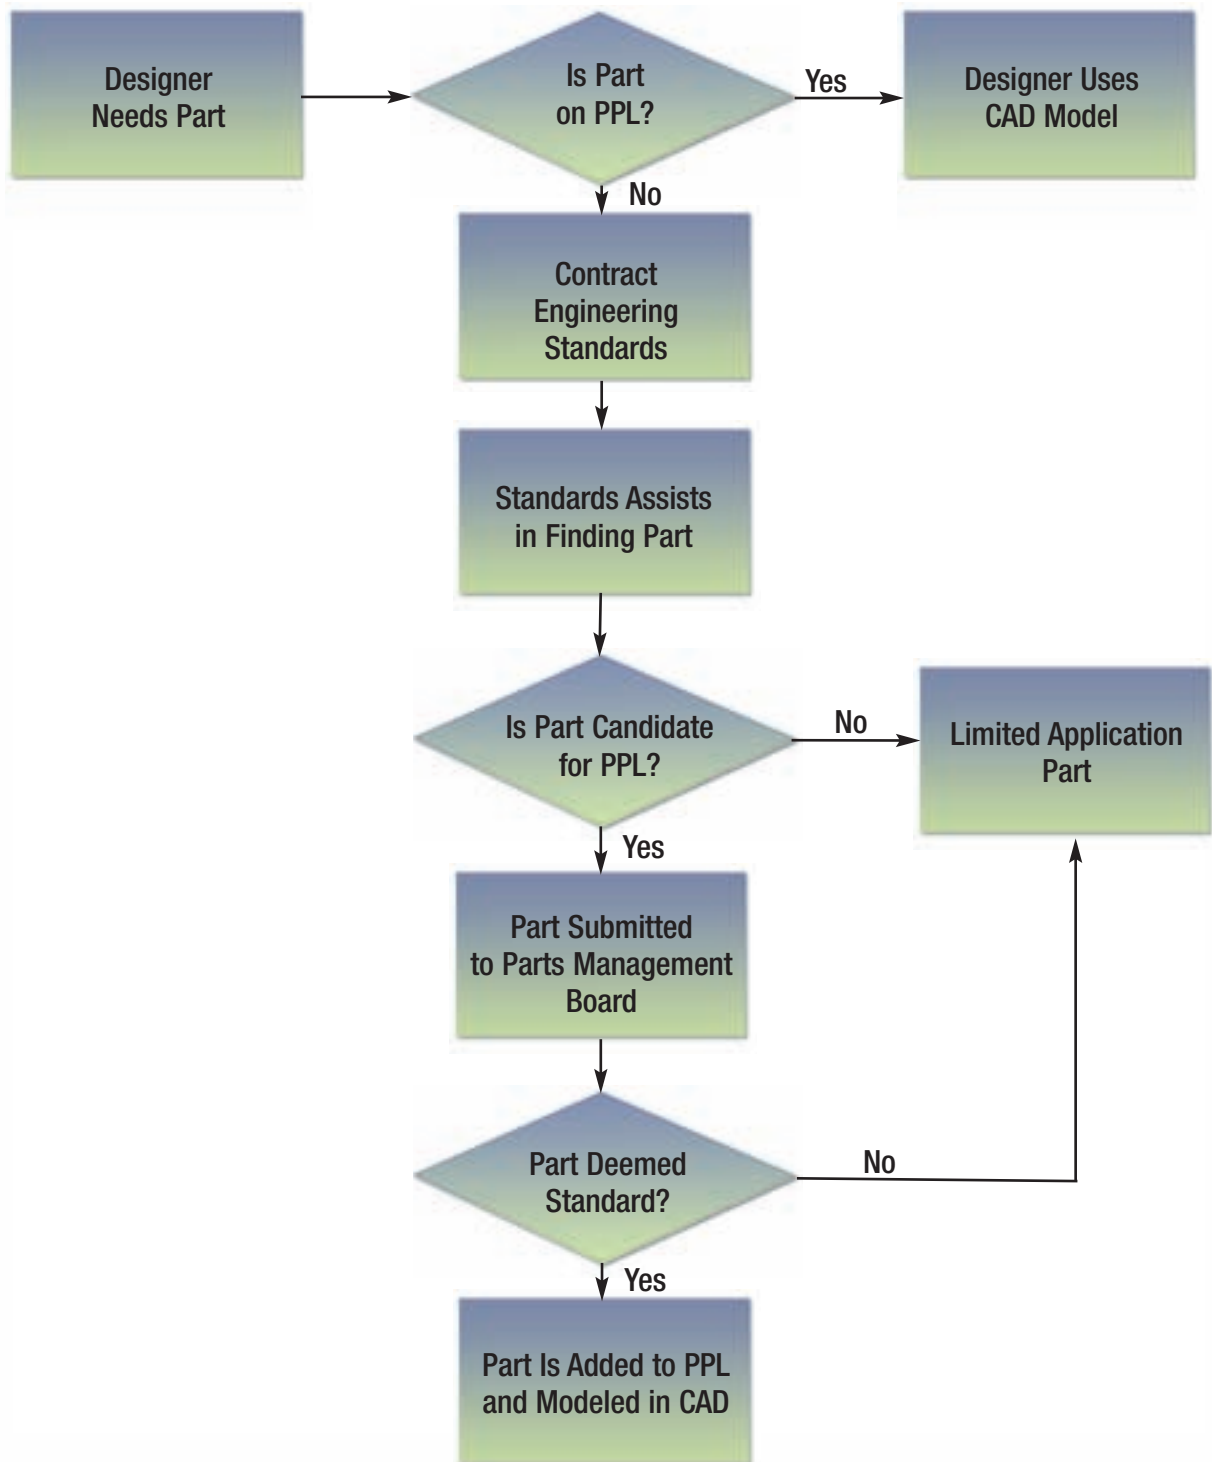 Designer
Needs Part
Is Part
on PPL?
Yes
Designer Uses
CAD Model
No
Contract
Engineering
Standards
Standards Assists
in Finding Part
Is Part Candidate
for PPL?
No
Limited Application
Part
Yes
Part Submitted
to Parts Management
Board
Part Deemed
Standard?
No
Yes
Part Is Added to PPL
and Modeled in CAD